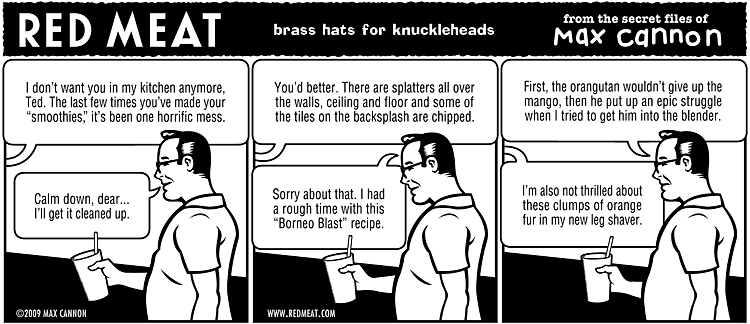 RED MEAT
brass hats for knuckleheads
from the secret files of
Max cannon
I don't want you in my kitchen anymore,
Ted. The last few times you've made your
“smoothies,” it's been one horrific mess.
Calm down, dear...
I'll get it cleaned up.
©2009 MAX CANNON
You'd better. There are splatters all over
the walls, ceiling and floor and some of
the tiles on the backsplash are chipped.
Sorry about that. I had
a rough time with this
“Borneo Blast” recipe.
WWW.REDMEAT.COM
First, the orangutan wouldn't give up the
mango, then he put up an epic struggle
when I tried to get him into the blender.
I'm also not thrilled about
these clumps of orange
fur in my new leg shaver.